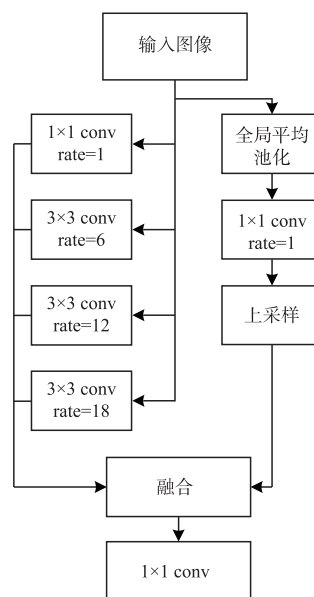 输入图像
1×1 conv
rate=1
3×3 conv
rate=6
3×3 conv
rate=12
3×3 conv
rate=18
全局平均
池化
1×1 conv
rate=1
上采样
融合
1×1 conv